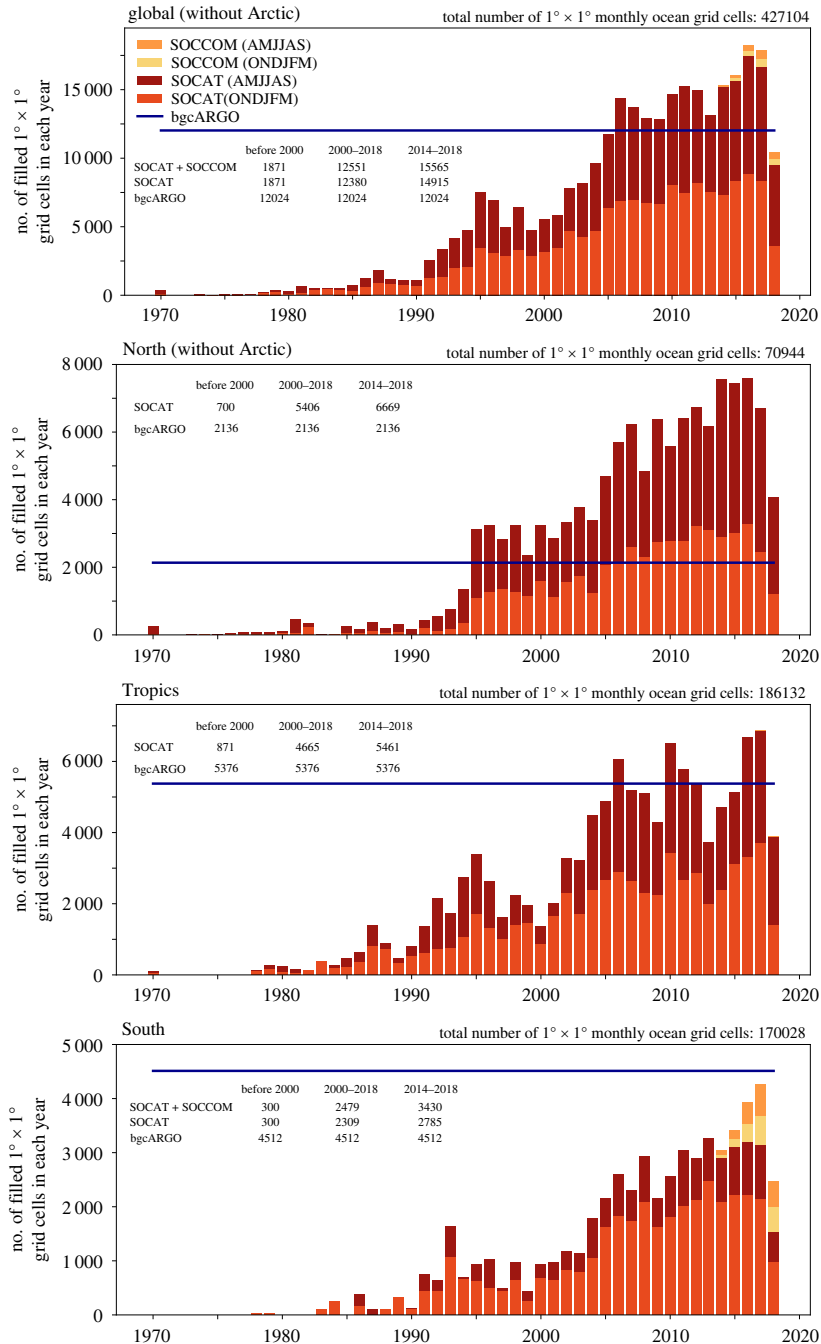 global (without Arctic)
total number of 1° × 1° monthly ocean grid cells: 427104
no. of filled 1° × 1°
grid cells in each year
15 000
10 000
5 000
0
SOCCOM (AMJJAS)
SOCCOM (ONDJFM)
SOCAT (AMJJAS)
SOCAT(ONDJFM)
bgcARGO
before 2000 2000–2018 2014–2018
SOCAT + SOCCOM 1871 12551 15565
SOCAT 1871 12380 14915
bgcARGO 12024 12024 12024
1970 1980 1990 2000 2010 2020
North (without Arctic)
total number of 1° × 1° monthly ocean grid cells: 70944
no. of filled 1° × 1°
grid cells in each year
8 000
6 000
4 000
2 000
0
before 2000 2000–2018 2014–2018
SOCAT 700 5406 6669
bgcARGO 2136 2136 2136
1970 1980 1990 2000 2010 2020
Tropics
total number of 1° × 1° monthly ocean grid cells: 186132
no. of filled 1° × 1°
grid cells in each year
6 000
4 000
2 000
0
before 2000 2000–2018 2014–2018
SOCAT 871 4665 5461
bgcARGO 5376 5376 5376
1970 1980 1990 2000 2010 2020
South
total number of 1° × 1° monthly ocean grid cells: 170028
no. of filled 1° × 1°
grid cells in each year
5 000
4 000
3 000
2 000
1 000
0
before 2000 2000–2018 2014–2018
SOCAT + SOCCOM 300 2479 3430
SOCAT 300 2309 2785
bgcARGO 4512 4512 4512
1970 1980 1990 2000 2010 2020